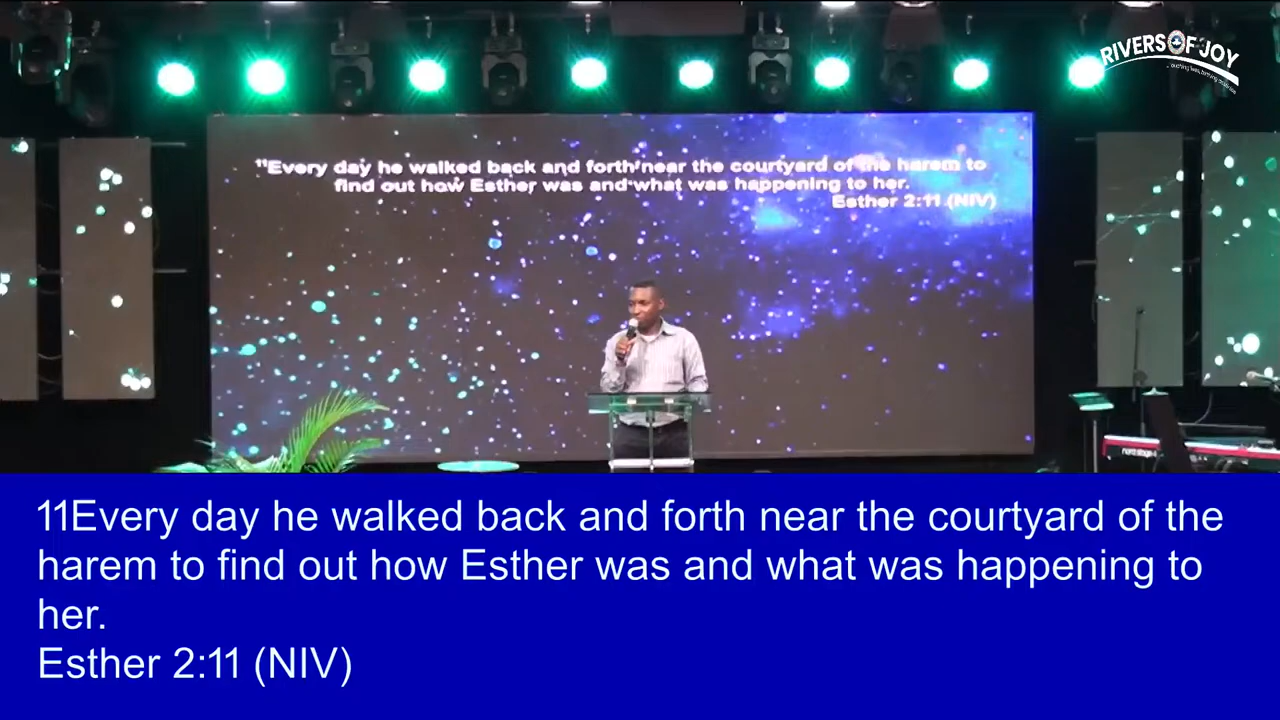 RIVERS OF JOY
¹¹Every day he walked back and forth near the courtyard of the harem to
find out how Esther was and what was happening to her.
Esther 2:11 (NIV)
nord stage
11Every day he walked back and forth near the courtyard of the
harem to find out how Esther was and what was happening to
her.
Esther 2:11 (NIV)